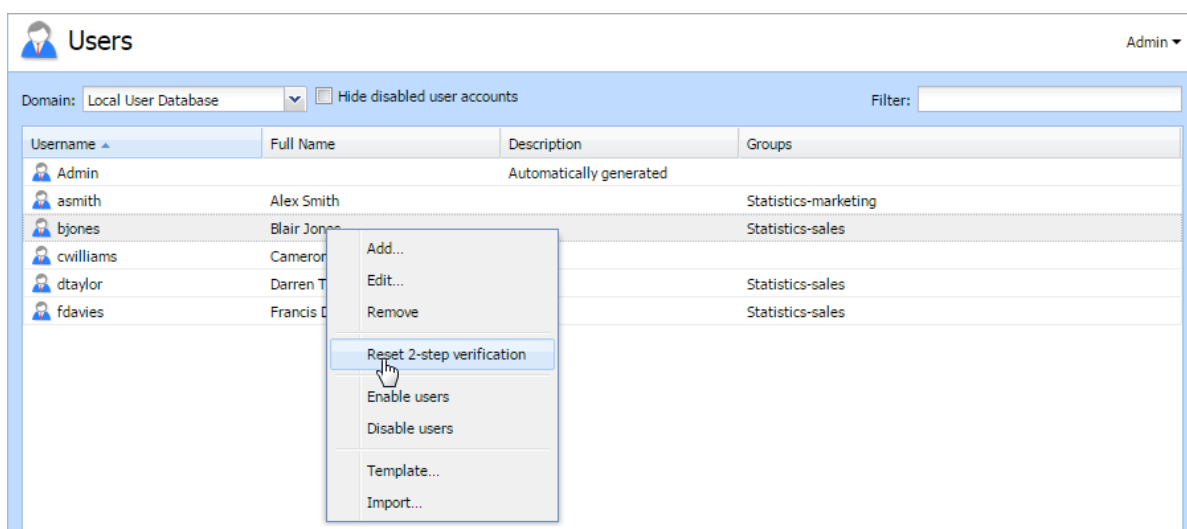 Users
Admin
Domain: Local User Database Hide disabled user accounts Filter:
Username Full Name Description Groups
Admin Automatically generated
asmith Alex Smith Statistics-marketing
bjones Blair Jones Statistics-sales
cwilliams Cameron
dtaylor Darren T Statistics-sales
fdavies Francis D Statistics-sales
Add...
Edit...
Remove
Reset 2-step verification
Enable users
Disable users
Template...
Import...